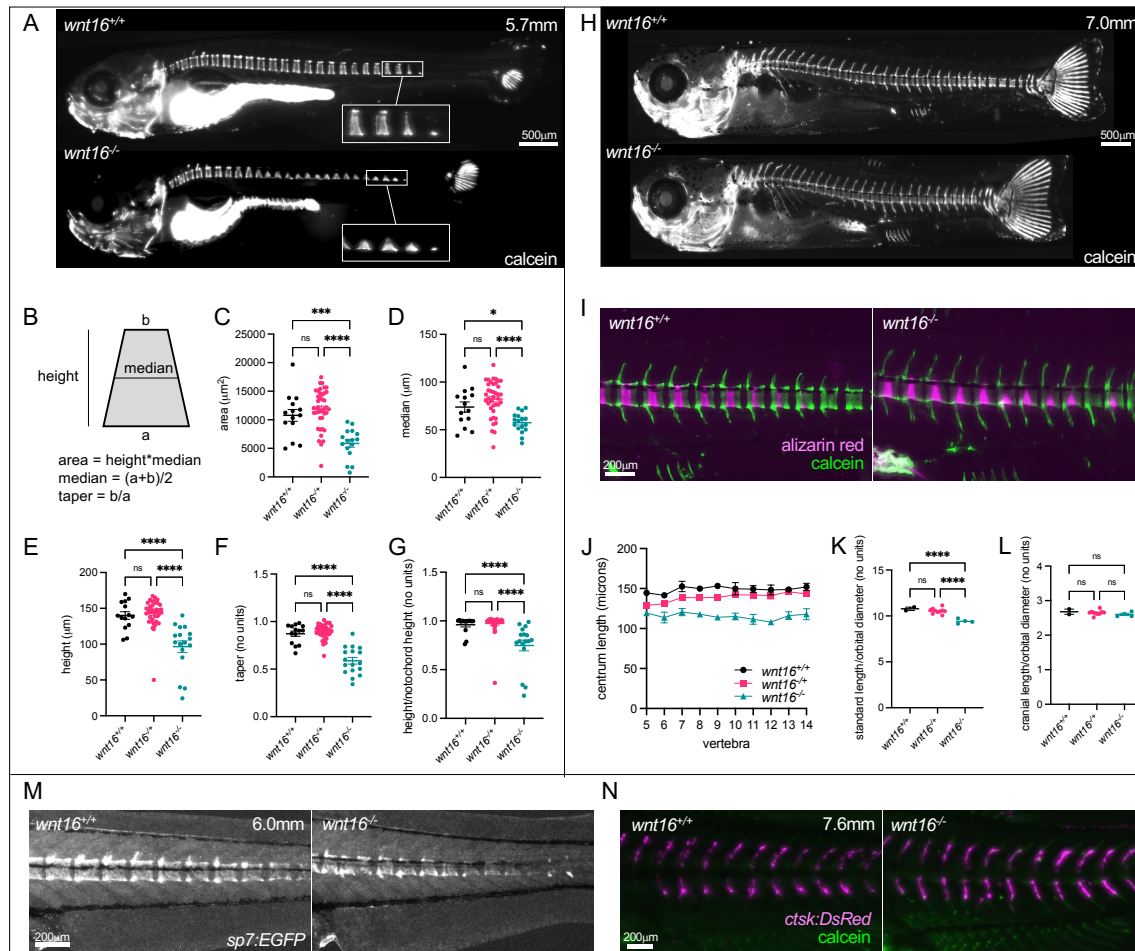 A
wnt16+/+
5.7mm
500μm
wnt16-/-
calcein
H
wnt16+/+
7.0mm
500μm
wnt16-/-
calcein
B
b
height
median
a
area = height*median
median = (a+b)/2
taper = b/a
C
***
ns
****
area
(μm²)
25000
20000
15000
10000
5000
0
wnt16+/+
wnt16-/+
wnt16-/-
D
*
ns
****
median (μm)
150
100
50
0
wnt16+/+
wnt16-/+
wnt16-/-
I
wnt16+/+
wnt16-/-
alizarin red
calcein
200μm
E
****
ns
****
height (μm)
200
150
100
50
0
wnt16+/+
wnt16-/+
wnt16-/-
F
****
ns
****
taper (no units)
1.5
1.0
0.5
0.0
wnt16+/+
wnt16-/+
wnt16-/-
G
****
ns
****
height/notochord height (no units)
1.5
1.0
0.5
0.0
wnt16+/+
wnt16-/+
wnt16-/-
J
centrum length (microns)
200
150
100
50
0
wnt16+/+
wnt16-/+
wnt16-/-
5 6 7 8 9 10 11 12 13 14
vertebra
K
****
ns
****
standard length/orbital diameter (no units)
15
10
5
0
wnt16+/+
wnt16-/+
wnt16-/-
L
ns
ns
ns
cranial length/orbital diameter (no units)
4
3
2
1
0
wnt16+/+
wnt16-/+
wnt16-/-
M
wnt16+/+
6.0mm
wnt16-/-
200μm
sp7:EGFP
N
wnt16+/+
7.6mm
wnt16-/-
200μm
ctsk:DsRed
calcein